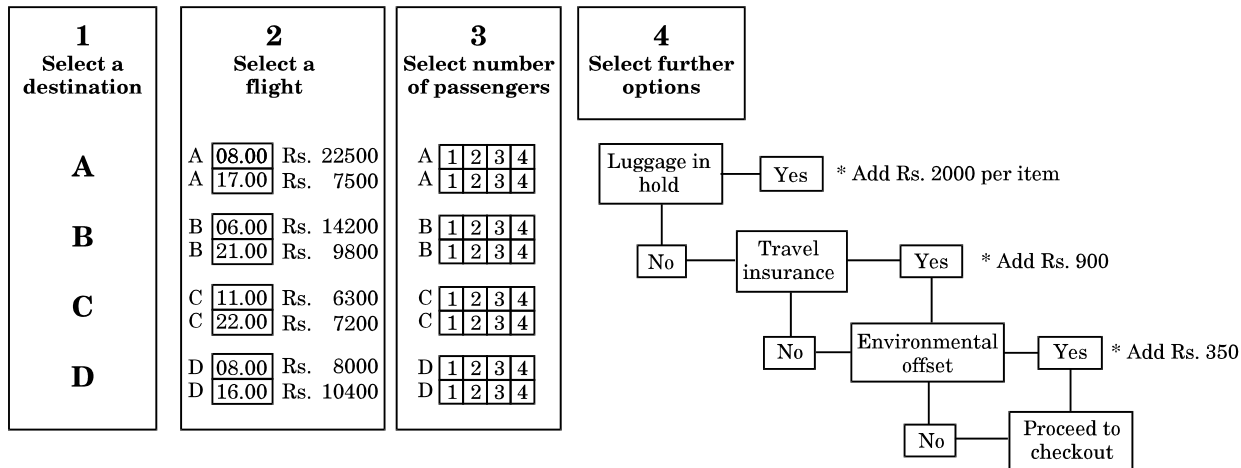 1
Select a
destination
A
B
C
D
2
Select a
flight
A 08.00 Rs. 22500
A 17.00 Rs. 7500
B 06.00 Rs. 14200
B 21.00 Rs. 9800
C 11.00 Rs. 6300
C 22.00 Rs. 7200
D 08.00 Rs. 8000
D 16.00 Rs. 10400
3
Select number
of passengers
A 1 2 3 4
A 1 2 3 4
B 1 2 3 4
B 1 2 3 4
C 1 2 3 4
C 1 2 3 4
D 1 2 3 4
D 1 2 3 4
4
Select further
options
Luggage in
hold
Yes * Add Rs. 2000 per item
No
Travel
insurance
Yes * Add Rs. 900
No
Environmental
offset
Yes * Add Rs. 350
No
Proceed to
checkout